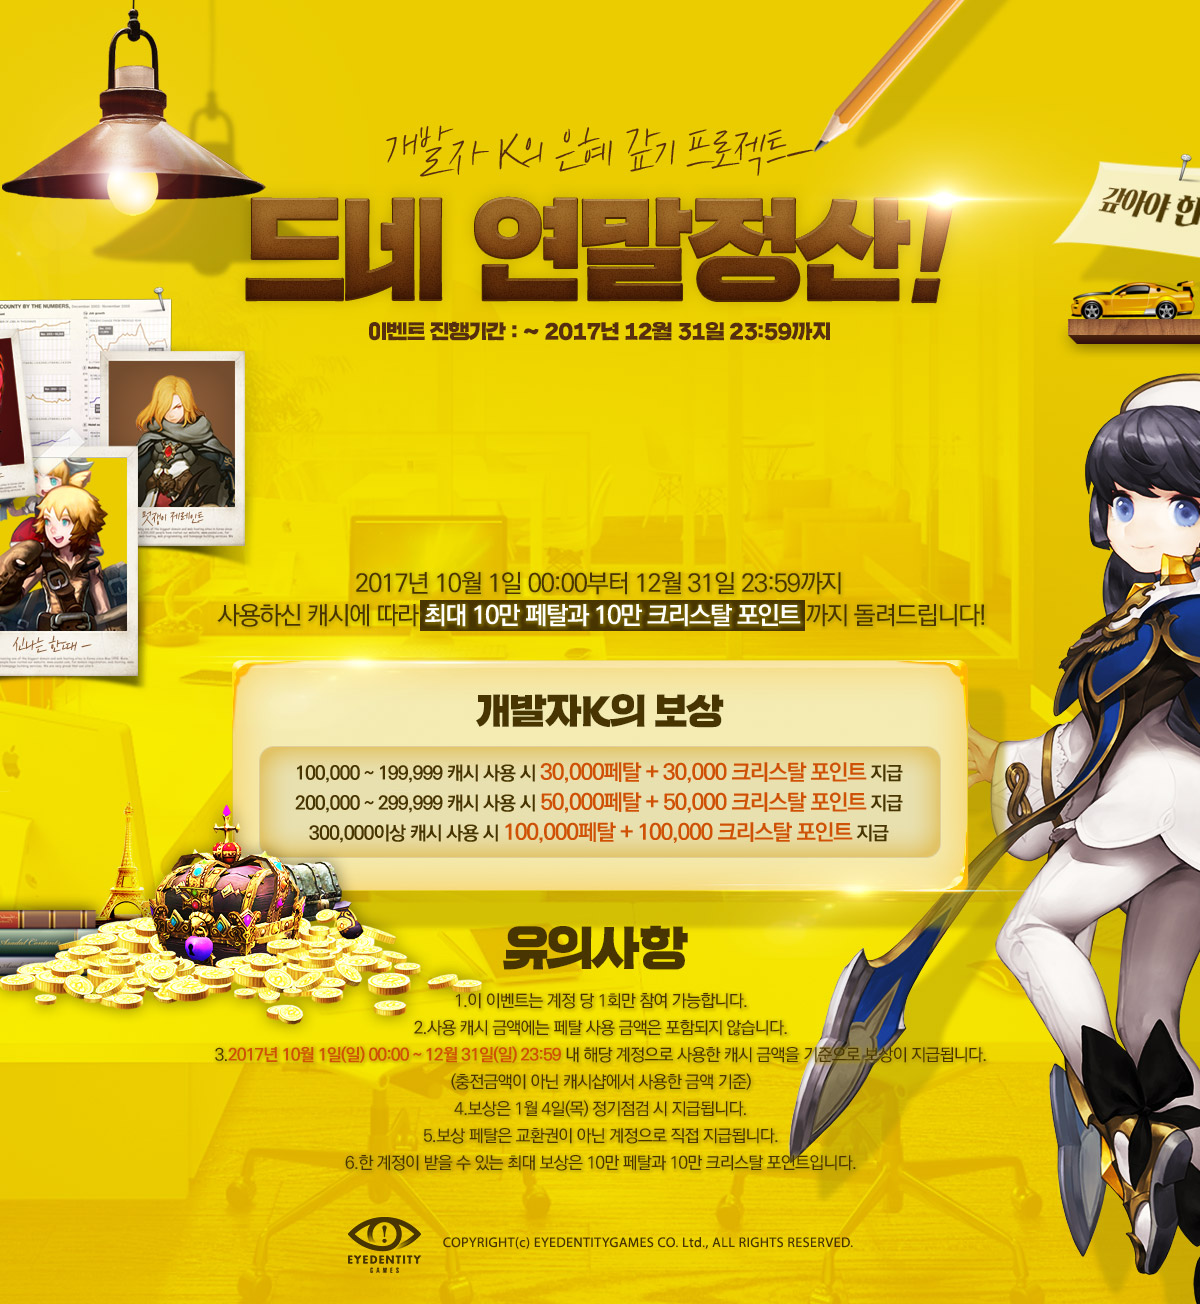 개발자 K의 은혜 갚기 프로젝트
드네 연말정산!
이벤트 진행기간 : ~ 2017년 12월 31일 23:59까지
갚아야 한
COUNTY BY THE NUMBERS,
멋쟁이 제레인트
신나는 한때
2017년 10월 1일 00:00부터 12월 31일 23:59까지
사용하신 캐시에 따라 최대 10만 페탈과 10만 크리스탈 포인트 까지 돌려드립니다!
개발자K의 보상
100,000 ~ 199,999 캐시 사용 시 30,000페탈 + 30,000 크리스탈 포인트 지급
200,000 ~ 299,999 캐시 사용 시 50,000페탈 + 50,000 크리스탈 포인트 지급
300,000이상 캐시 사용 시 100,000페탈 + 100,000 크리스탈 포인트 지급
유의사항
1.이 이벤트는 계정 당 1회만 참여 가능합니다.
2.사용 캐시 금액에는 페탈 사용 금액은 포함되지 않습니다.
3.2017년 10월 1일(일) 00:00 ~ 12월 31일(일) 23:59 내 해당 계정으로 사용한 캐시 금액을 기준으로 보상이 지급됩니다.
(충전금액이 아닌 캐시샵에서 사용한 금액 기준)
4.보상은 1월 4일(목) 정기점검 시 지급됩니다.
5.보상 페탈은 교환권이 아닌 계정으로 직접 지급됩니다.
6.한 계정이 받을 수 있는 최대 보상은 10만 페탈과 10만 크리스탈 포인트입니다.
EYEDENTITY
GAMES
COPYRIGHT(c) EYEDENTITYGAMES CO. Ltd., ALL RIGHTS RESERVED.